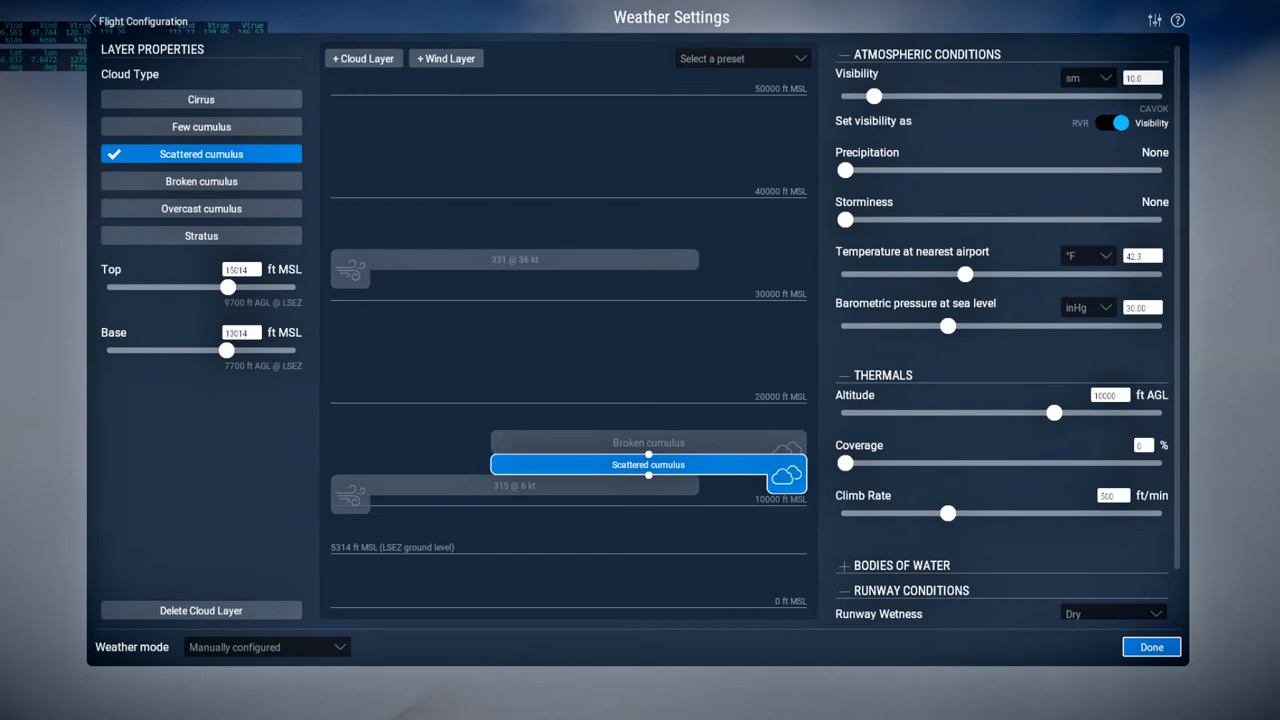 Flight Configuration
Weather Settings
LAYER PROPERTIES
Cloud Type
Cirrus
Few cumulus
Scattered cumulus
Broken cumulus
Overcast cumulus
Stratus
Top 15014 ft MSL
9700 ft AGL @ LSEZ
Base 13014 ft MSL
7700 ft AGL @ LSEZ
Delete Cloud Layer
Weather mode Manually configured
+ Cloud Layer + Wind Layer Select a preset
50000 ft MSL
40000 ft MSL
331 @ 36 kt
30000 ft MSL
20000 ft MSL
Broken cumulus
Scattered cumulus
315 @ 6 kt
10000 ft MSL
5314 ft MSL (LSEZ ground level)
0 ft MSL
ATMOSPHERIC CONDITIONS
Visibility sm 10.0
CAVOK
Set visibility as RVR Visibility
Precipitation None
Storminess None
Temperature at nearest airport °F 42.3
Barometric pressure at sea level inHg 30.00
THERMALS
Altitude 10000 ft AGL
Coverage 0 %
Climb Rate 500 ft/min
BODIES OF WATER
RUNWAY CONDITIONS
Runway Wetness Dry
Done